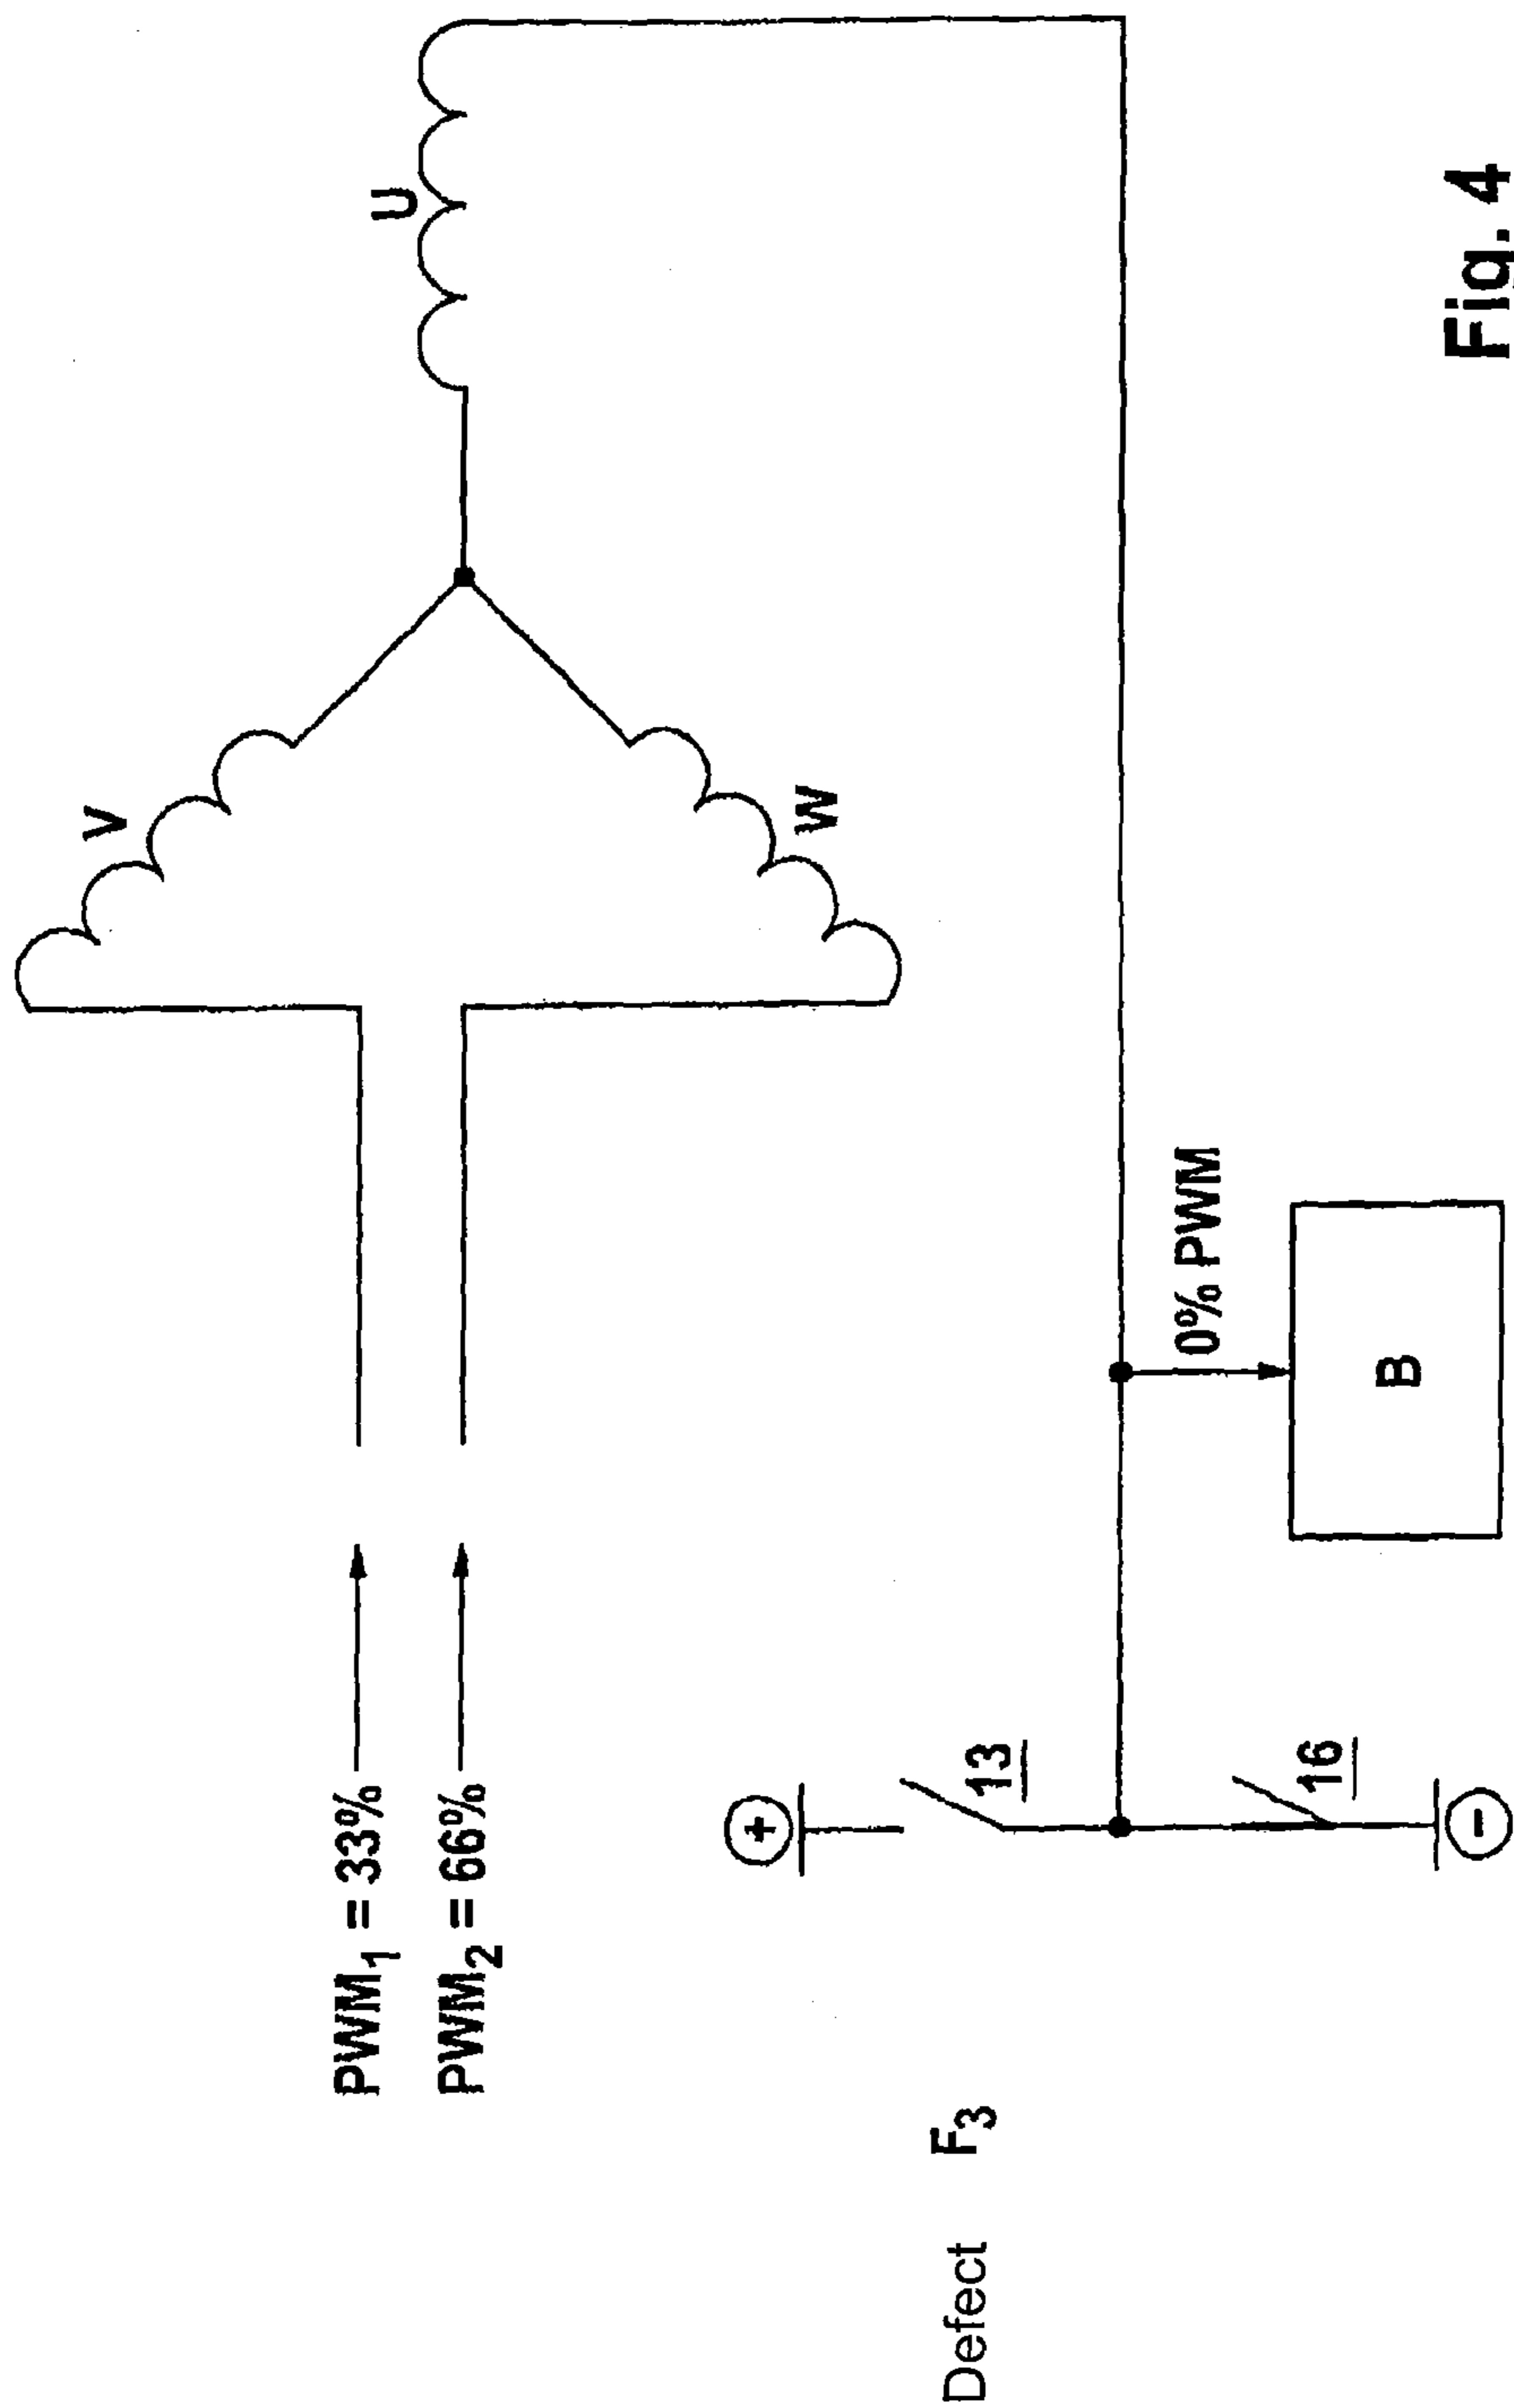 U
V
W
PWM1 = 33%
PWM2 = 66%
+
13
0% PWM
B
16
−
Defect F3
Fig. 4